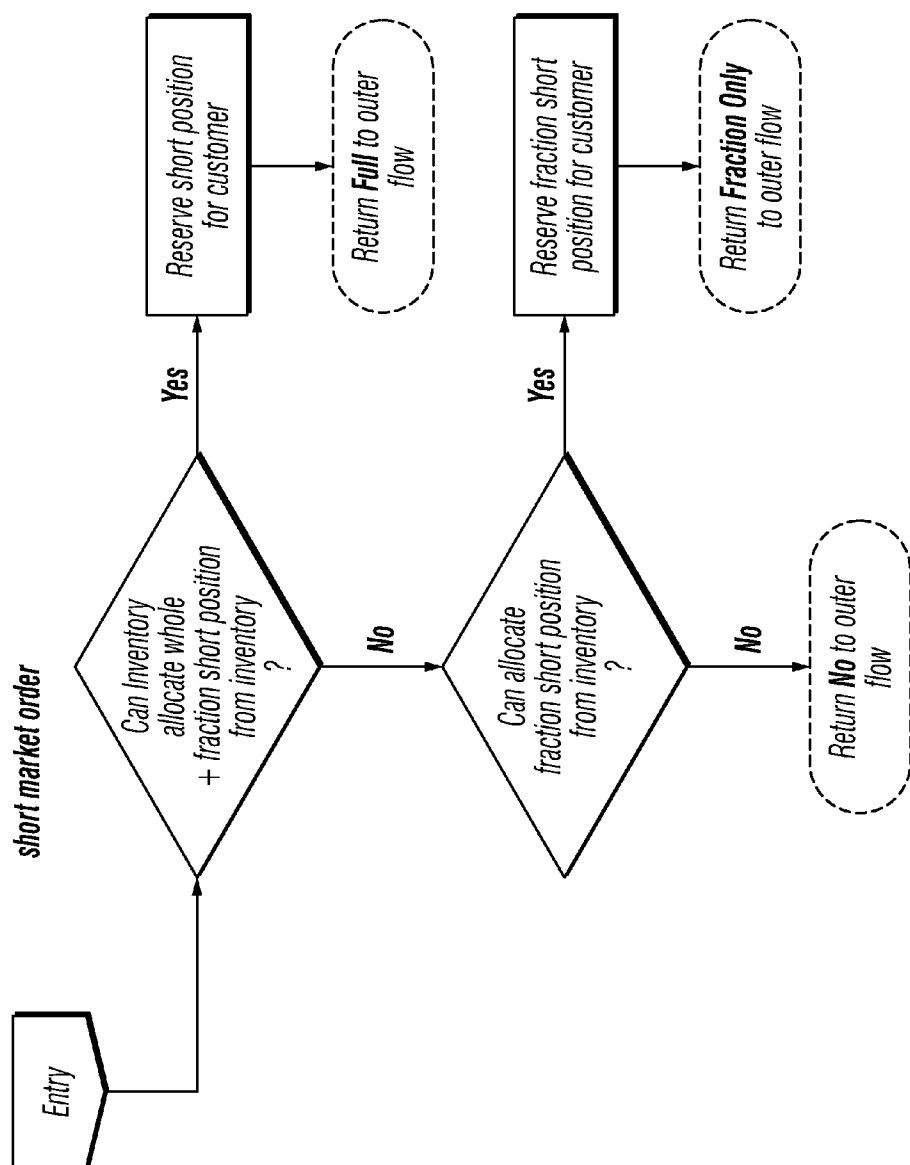 short market order
Entry
Can Inventory
allocate whole
+ fraction short position
from inventory
?
Yes
Reserve short position
for customer
Return Full to outer
flow
No
Can allocate
fraction short position
from inventory
?
Yes
Reserve fraction short
position for customer
Return Fraction Only
to outer flow
No
Return No to outer
flow